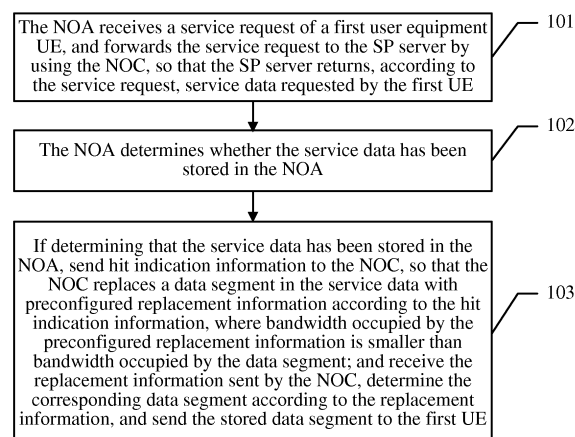 The NOA receives a service request of a first user equipment
UE, and forwards the service request to the SP server by
using the NOC, so that the SP server returns, according to
the service request, service data requested by the first UE
101
The NOA determines whether the service data has been
stored in the NOA
102
If determining that the service data has been stored in the
NOA, send hit indication information to the NOC, so that the
NOC replaces a data segment in the service data with
preconfigured replacement information according to the hit
indication information, where bandwidth occupied by the
preconfigured replacement information is smaller than
bandwidth occupied by the data segment; and receive the
replacement information sent by the NOC, determine the
corresponding data segment according to the replacement
information, and send the stored data segment to the first UE
103